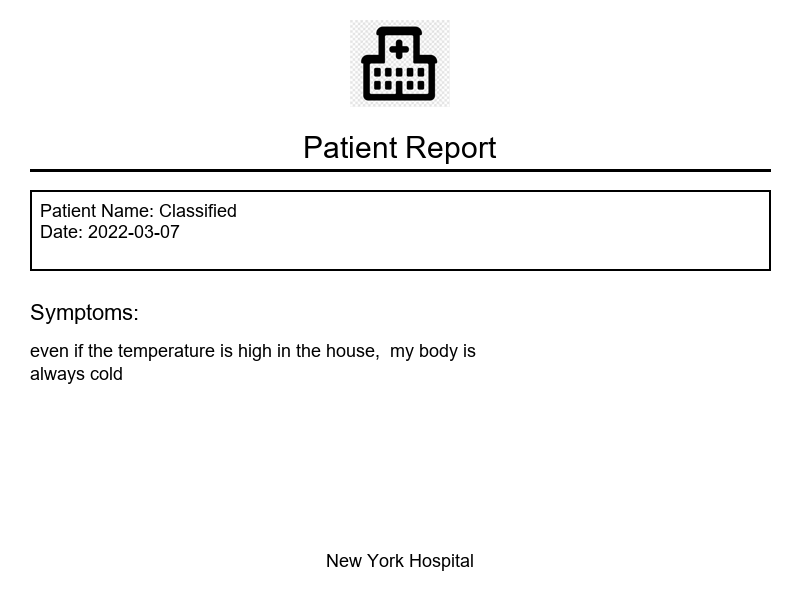 Patient Report
Patient Name: Classified
Date: 2022-03-07
Symptoms:
even if the temperature is high in the house,  my body is
always cold
New York Hospital